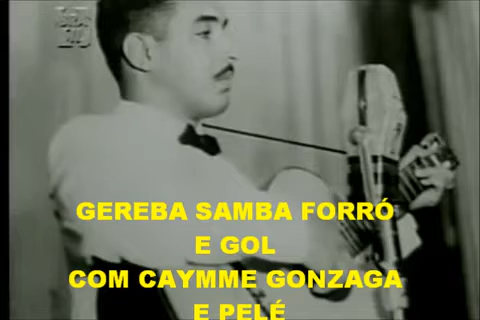 GEREBA SAMBA FORRÓ
E GOL
COM CAYMME GONZAGA
E PELÉ